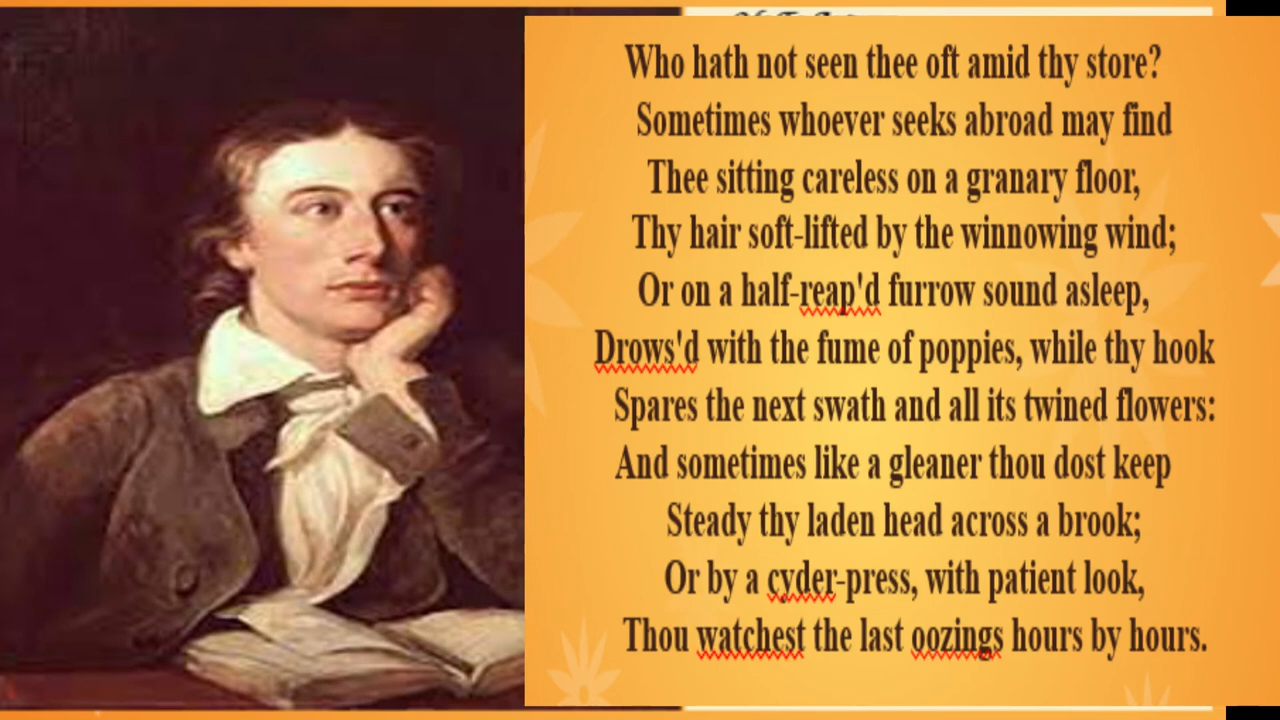 Who hath not seen thee oft amid thy store?
Sometimes whoever seeks abroad may find
Thee sitting careless on a granary floor,
Thy hair soft-lifted by the winnowing wind;
Or on a half-reap'd furrow sound asleep,
Drows'd with the fume of poppies, while thy hook
Spares the next swath and all its twined flowers:
And sometimes like a gleaner thou dost keep
Steady thy laden head across a brook;
Or by a cyder-press, with patient look,
Thou watchest the last oozings hours by hours.